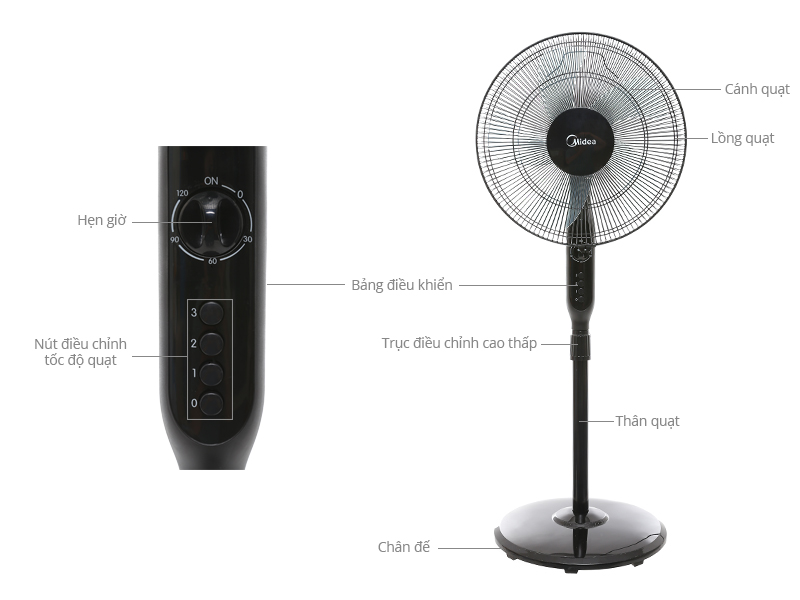 Cánh quạt
Lồng quạt
Midea
ON
120
0
Hẹn giờ
90
30
60
Bảng điều khiển
3
Nút điều chỉnh
tốc độ quạt
2
1
0
Trục điều chỉnh cao thấp
Thân quạt
Chân đế